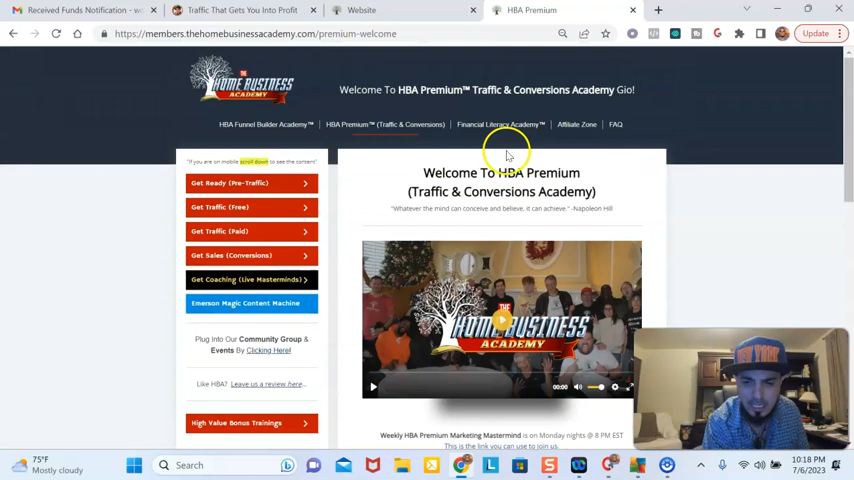 Received Funds Notification - w
Traffic That Gets You Into Profit
Website
HBA Premium
https://members.thehomebusinessacademy.com/premium-welcome
Update
THE
HOME BUSINESS
ACADEMY
Welcome To HBA Premium™ Traffic & Conversions Academy Gio!
HBA Funnel Builder Academy™ | HBA Premium™ (Traffic & Conversions) | Financial Literacy Academy™ | Affiliate Zone | FAQ
"if you are on mobile scroll down to see the content"
Get Ready (Pre-Traffic)
Get Traffic (Free)
Get Traffic (Paid)
Get Sales (Conversions)
Get Coaching (Live Masterminds)
Emerson Magic Content Machine
Plug Into Our Community Group &
Events By Clicking Here!
Like HBA? Leave us a review here...
High Value Bonus Trainings
Welcome To HBA Premium
(Traffic & Conversions Academy)
"Whatever the mind can conceive and believe, it can achieve." -Napoleon Hill
THE
HOME BUSINESS
ACADEMY
00:00
Weekly HBA Premium Marketing Mastermind is on Monday nights @ 8 PM EST
This is the link you can use to join us.
NEW YORK
75°F
Mostly cloudy
Search
10:18 PM
7/6/2023